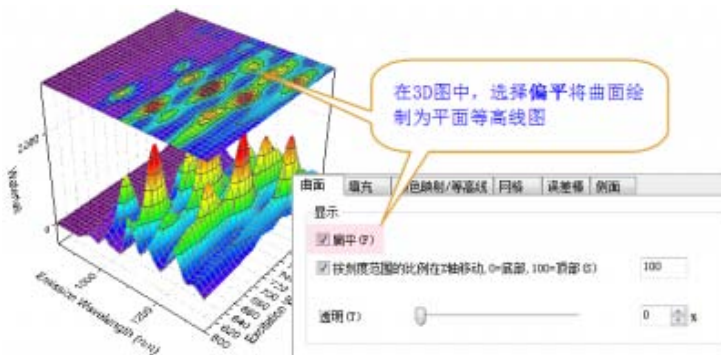 在3D图中，选择偏平将曲面绘
制为平面等高线图
曲面 填充 色映射/等高线 网格 误差棒 侧面
显示
扁平(F)
按刻度范围的比例在Z轴移动,0=底部,100=顶部(S) 100
透明(T) 0 %
0
1000
1200
Emission Wavelength (nm)
Excitation W